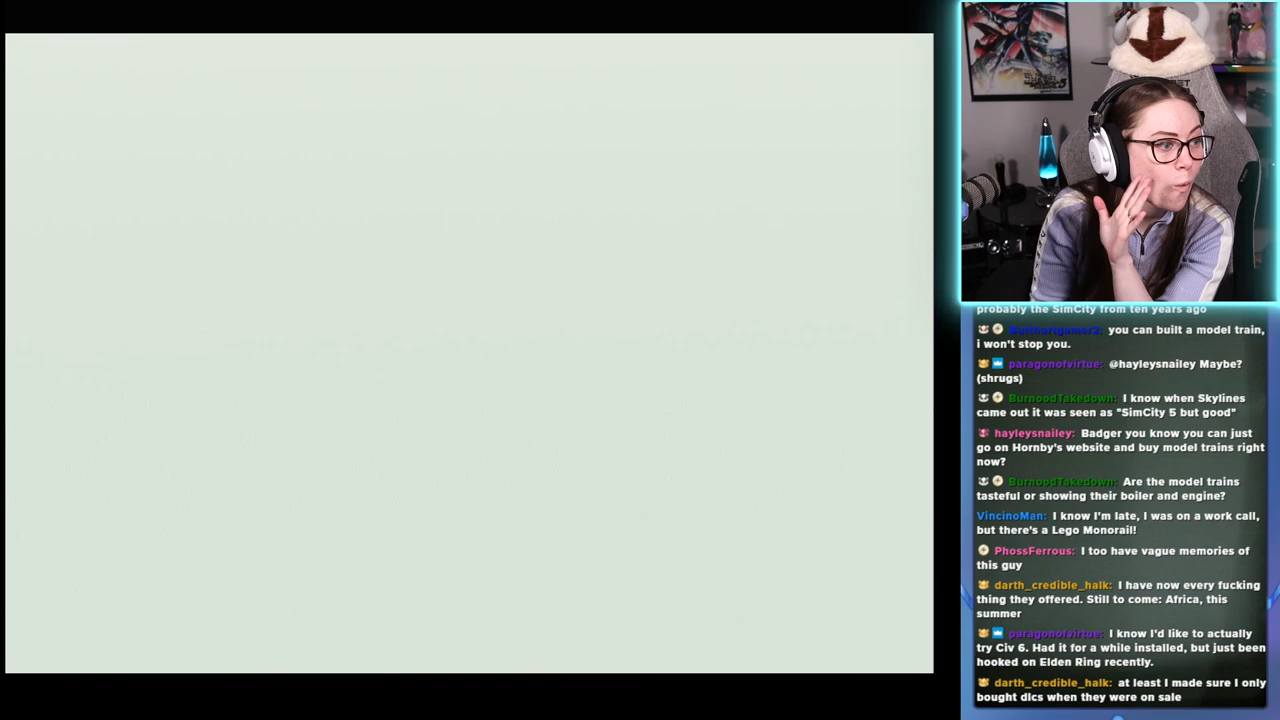 probably the SimCity from ten years ago
Burthurtgamer2: you can built a model train,
i won't stop you.
paragonofvirtue: @hayleysnailey Maybe?
(shrugs)
BurnoodTakedown: I know when Skylines
came out it was seen as "SimCity 5 but good"
hayleysnailey: Badger you know you can just
go on Hornby's website and buy model trains right
now?
BurnoodTakedown: Are the model trains
tasteful or showing their boiler and engine?
VincinoMan: I know I'm late, I was on a work call,
but there's a Lego Monorail!
PhossFerrous: I too have vague memories of
this guy
darth_credible_halk: I have now every fucking
thing they offered. Still to come: Africa, this
summer
paragonofvirtue: I know I'd like to actually
try Civ 6. Had it for a while installed, but just been
hooked on Elden Ring recently.
darth_credible_halk: at least I made sure I only
bought dlcs when they were on sale